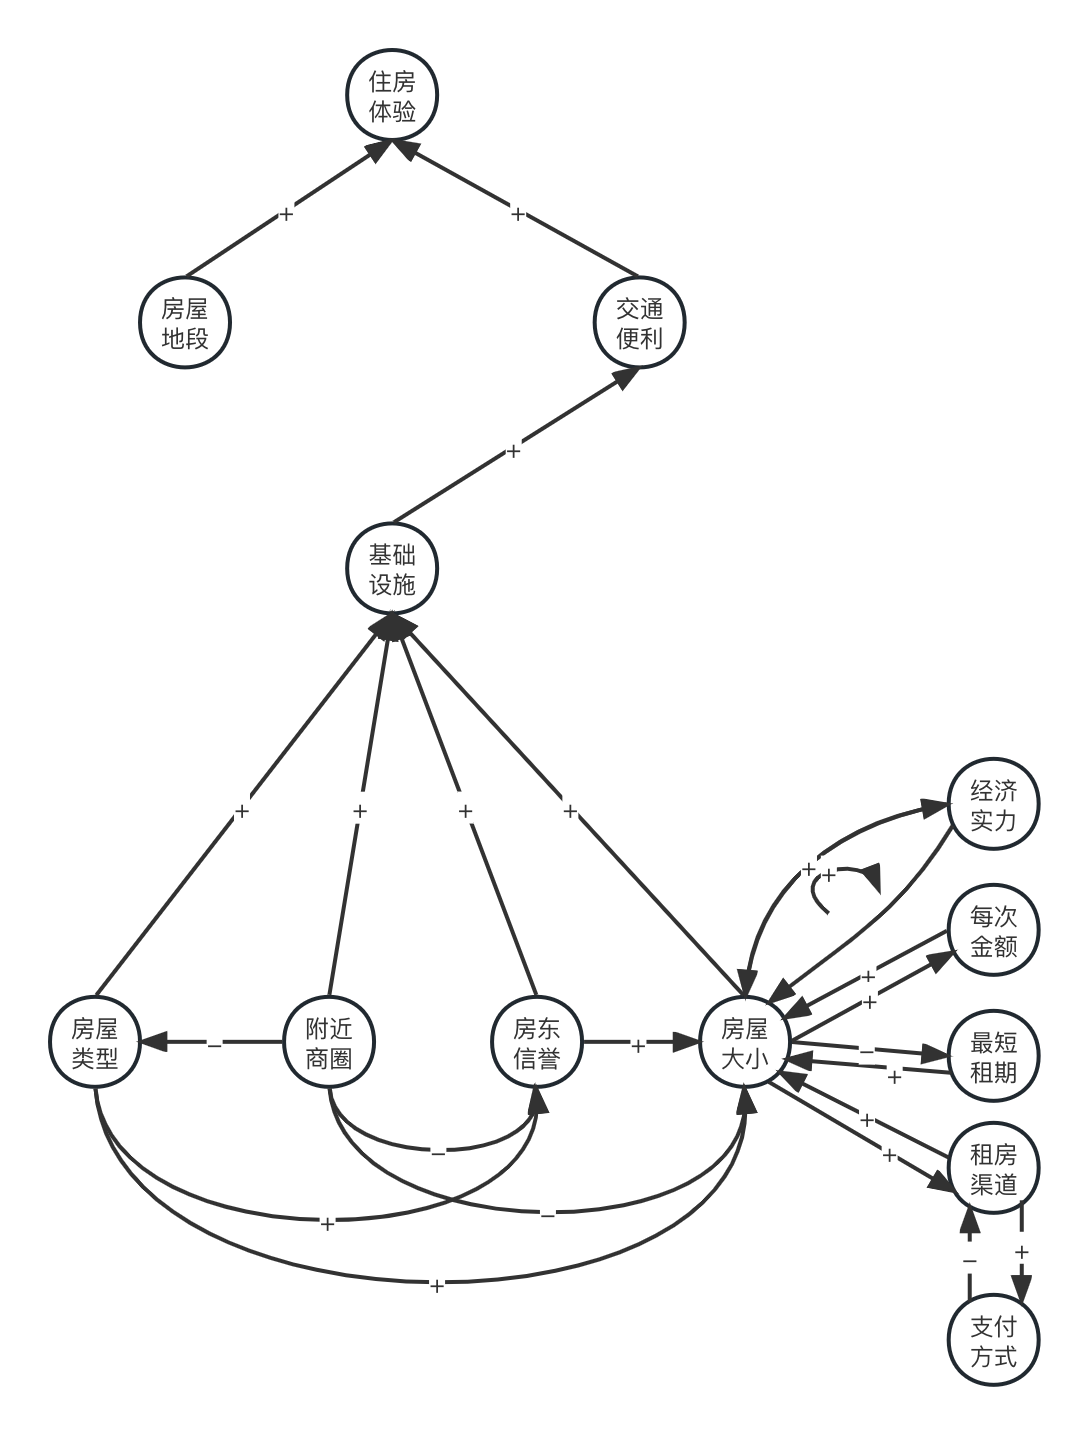 住房
体验
+
+
房屋
地段
交通
便利
+
基础
设施
+
+
+
+
经济
实力
+
+
每次
金额
+
+
房屋
类型
附近
商圈
房东
信誉
房屋
大小
最短
租期
−
+
−
+
+
+
租房
渠道
−
+
−
+
−
+
支付
方式